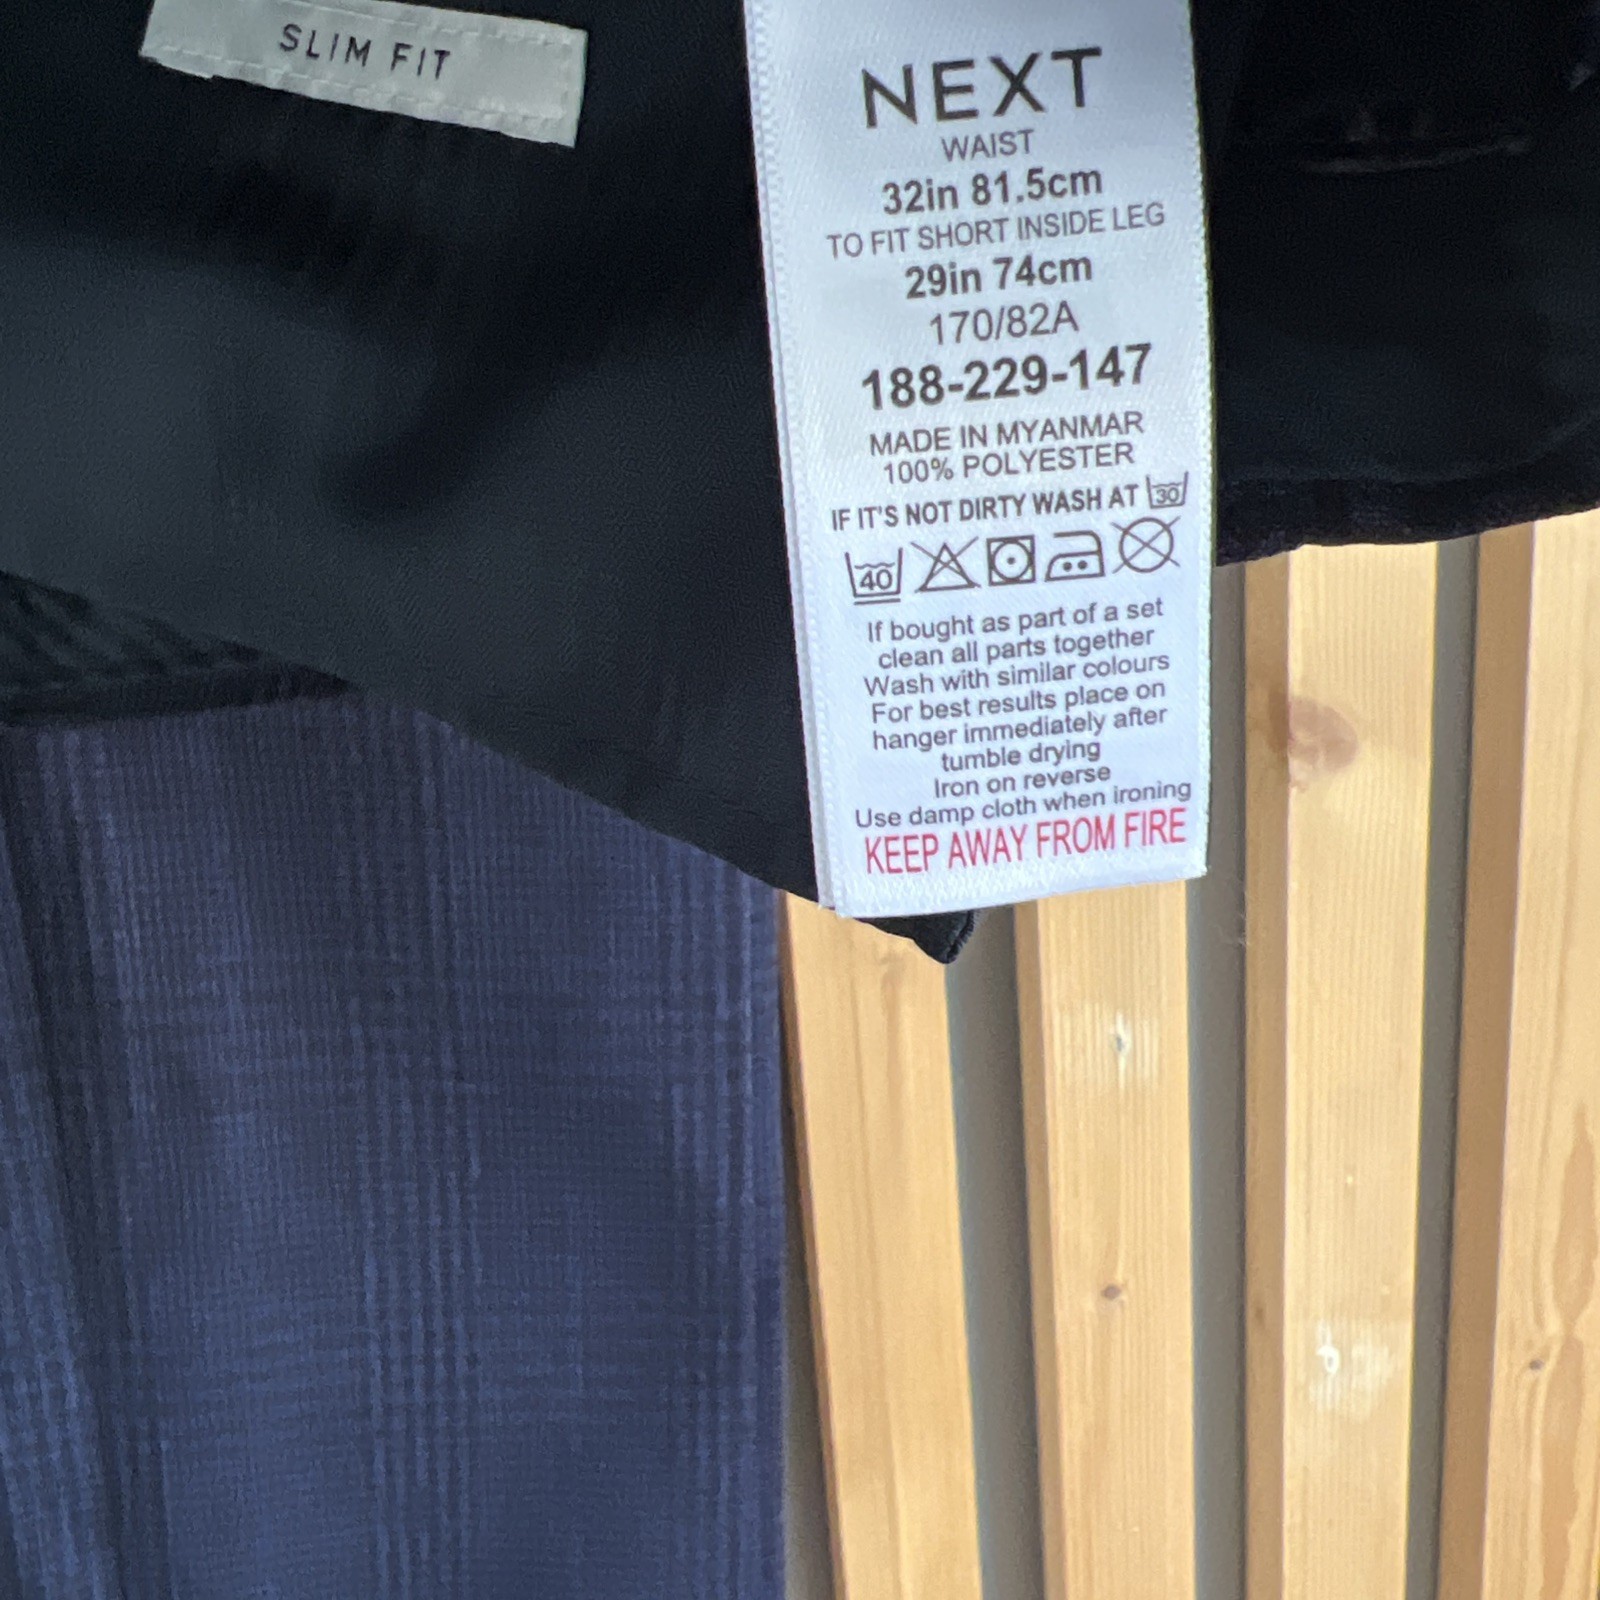 SLIM FIT
NEXT
WAIST
32in 81.5cm
TO FIT SHORT INSIDE LEG
29in 74cm
170/82A
188-229-147
MADE IN MYANMAR
100% POLYESTER
IF IT'S NOT DIRTY WASH AT 30
40
If bought as part of a set
clean all parts together
Wash with similar colours
For best results place on
hanger immediately after
tumble drying
Iron on reverse
Use damp cloth when ironing
KEEP AWAY FROM FIRE